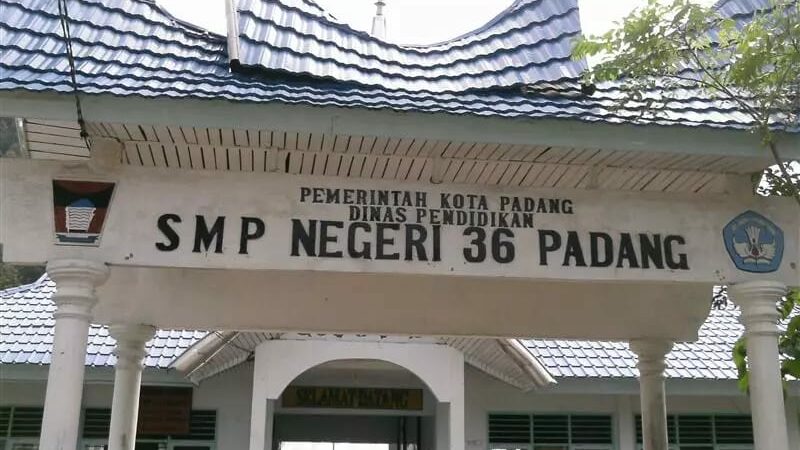 PEMERINTAH KOTA PADANG
DINAS PENDIDIKAN
SMP NEGERI 36 PADANG
SELAMAT DATANG